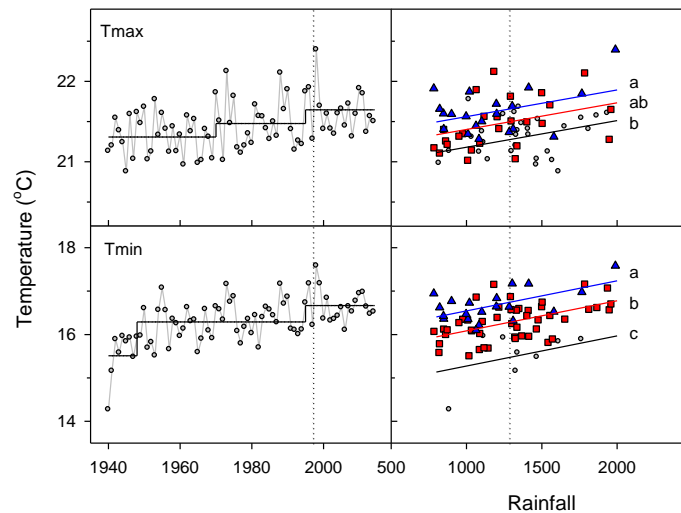 Tmax
22
21
a
ab
b
Temperature (°C)
Tmin
18
16
14
a
b
c
1940 1960 1980 2000 500 1000 1500 2000
Rainfall